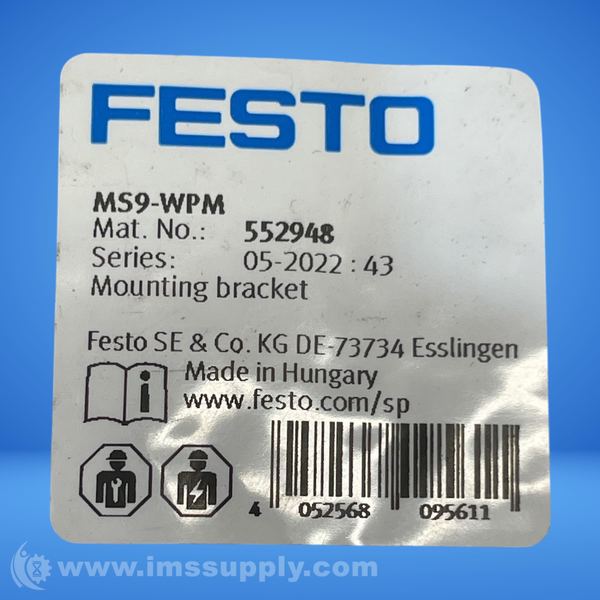 FESTO
MS9-WPM
Mat. No.: 552948
Series: 05-2022 : 43
Mounting bracket
Festo SE & Co. KG DE-73734 Esslingen
Made in Hungary
www.festo.com/sp
4 052568 095611
www.imssupply.com